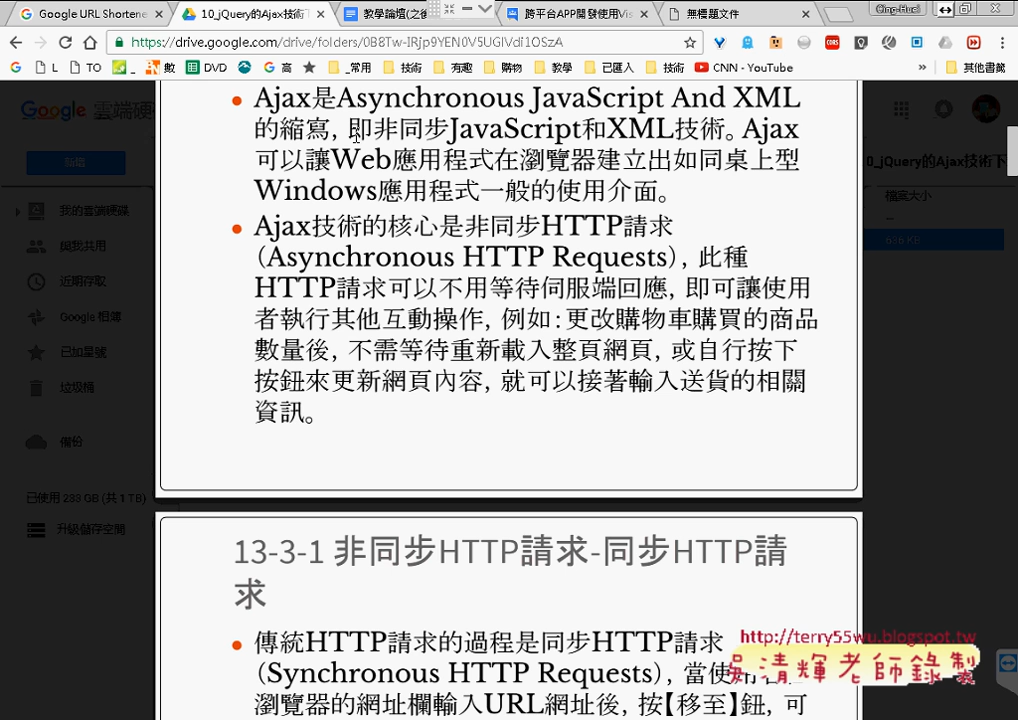 Google URL Shortene
10_jQuery的Ajax技術下
教學論壇(之後
跨平台APP開發使用Vis
無標題文件
Qing-Huei
https://drive.google.com/drive/folders/0B8Tw-IRjp9YEN0V5UGlVdi1OSzA
L
TO
數
DVD
高
_常用
技術
有趣
購物
教學
已匯入
技術
CNN - YouTube
»
其他書籤
Google 雲端硬
新增
我的雲端硬碟
與我共用
近期存取
Google 相簿
已加星號
垃圾桶
備份
已使用 233 GB (共 1 TB)
升級儲存空間
0_jQuery的Ajax技術下
檔案大小
636 KB
Ajax是Asynchronous JavaScript And XML
的縮寫，即非同步JavaScript和XML技術。Ajax
可以讓Web應用程式在瀏覽器建立出如同桌上型
Windows應用程式一般的使用介面。
Ajax技術的核心是非同步HTTP請求
（Asynchronous HTTP Requests），此種
HTTP請求可以不用等待伺服端回應，即可讓使用
者執行其他互動操作，例如：更改購物車購買的商品
數量後，不需等待重新載入整頁網頁，或自行按下
按鈕來更新網頁內容，就可以接著輸入送貨的相關
資訊。
13-3-1 非同步HTTP請求-同步HTTP請
求
傳統HTTP請求的過程是同步HTTP請求
（Synchronous HTTP Requests），當使
瀏覽器的網址欄輸入URL網址後，按【移至】鈕，可
http://terry55wu.blogspot.tw
吳清輝老師錄製